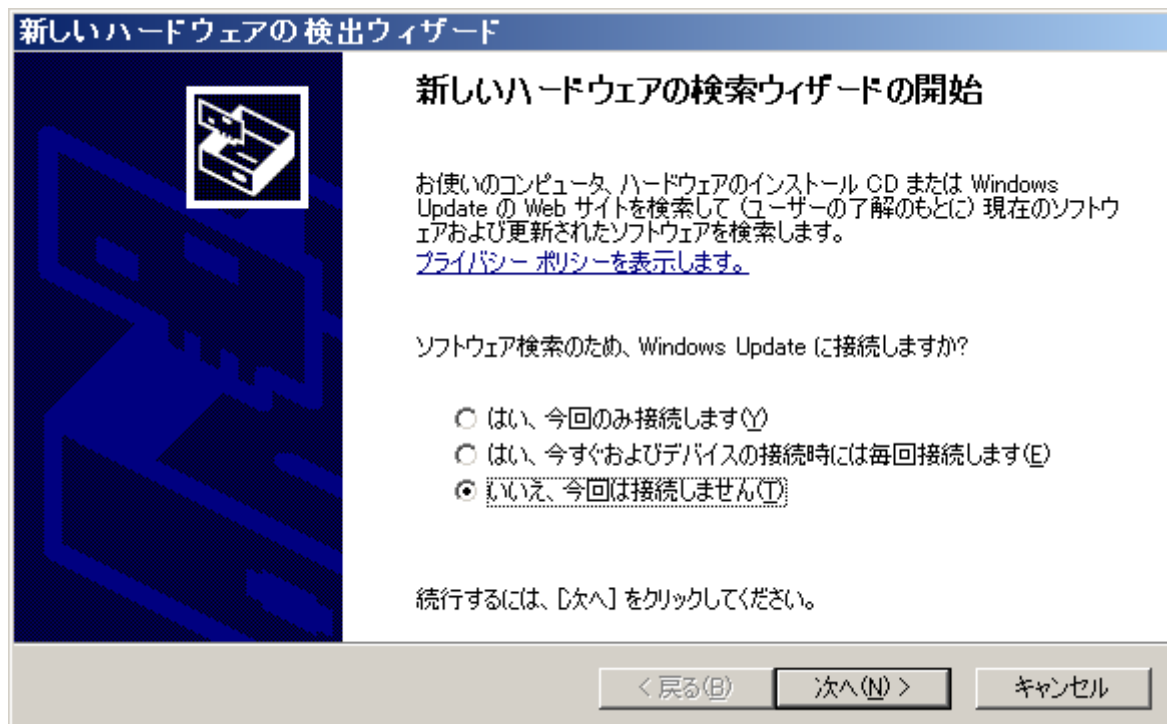 新しいハードウェアの検出ウィザード
新しいハードウェアの検索ウィザードの開始
お使いのコンピュータ、ハードウェアのインストール CD または Windows
Update の Web サイトを検索して (ユーザーの了解のもとに) 現在のソフトウ
ェアおよび更新されたソフトウェアを検索します。
プライバシー ポリシーを表示します。
ソフトウェア検索のため、Windows Update に接続しますか?
はい、今回のみ接続します(Y)
はい、今すぐおよびデバイスの接続時には毎回接続します(E)
いいえ、今回は接続しません(T)
続行するには、[次へ] をクリックしてください。
< 戻る(B) 次へ(N) > キャンセル